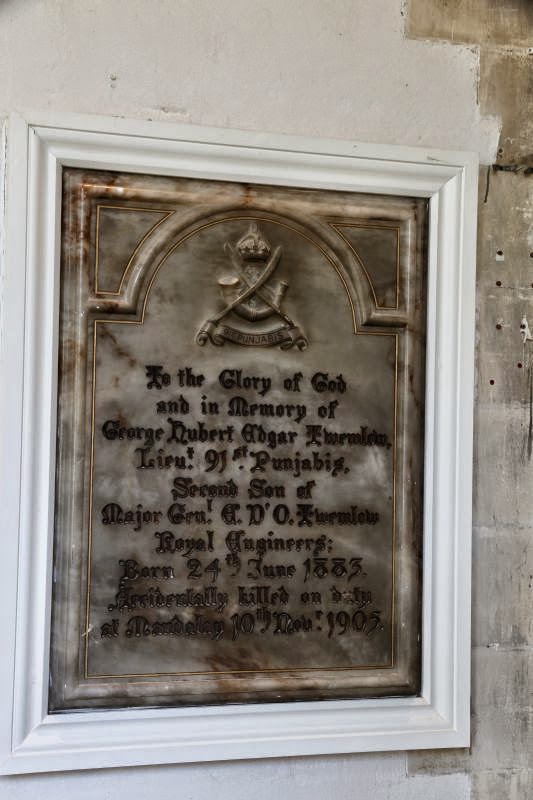 91st PUNJABIS
To the Glory of God
and in Memory of
George Hubert Edgar Twemlow,
Lieut. 91st. Punjabis,
Second Son of
Major Genl. E. D'O. Twemlow
Royal Engineers;
Born 24th June 1883.
Accidentally killed on duty
at Mandalay 10th Novr. 1905.